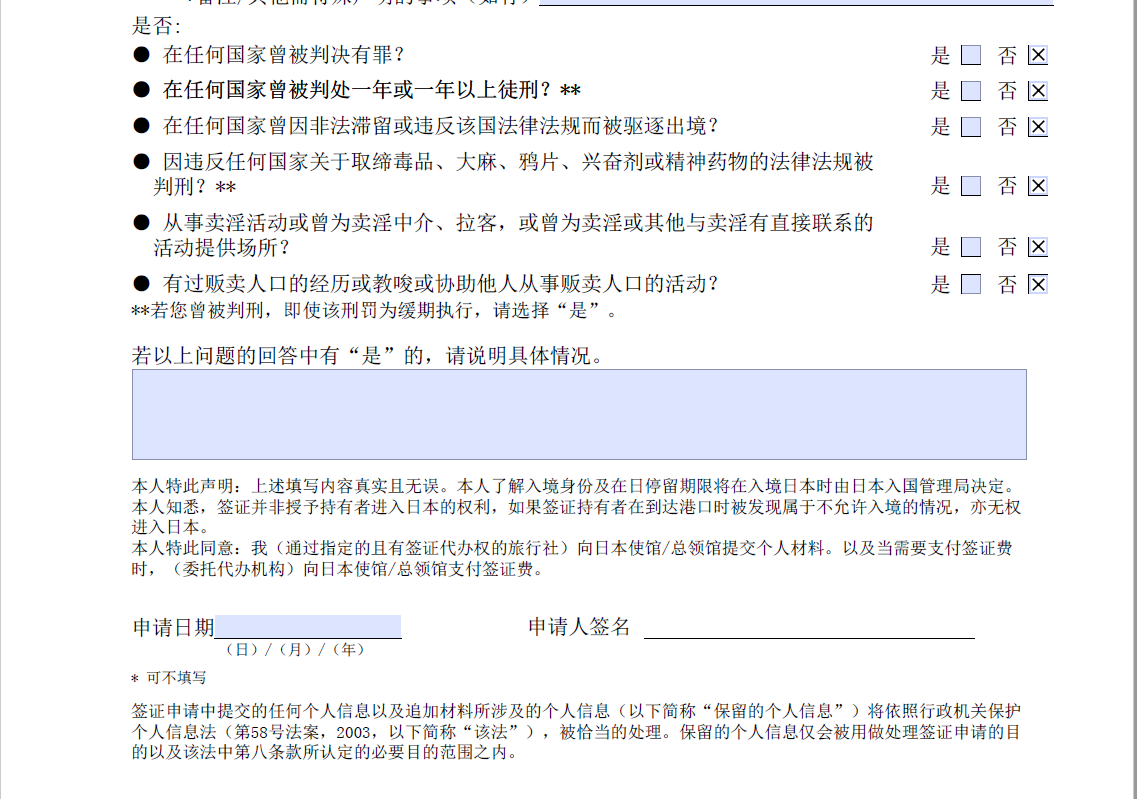 是否:
● 在任何国家曾被判决有罪? 是 否
● 在任何国家曾被判处一年或一年以上徒刑? ** 是 否
● 在任何国家曾因非法滞留或违反该国法律法规而被驱逐出境? 是 否
● 因违反任何国家关于取缔毒品、大麻、鸦片、兴奋剂或精神药物的法律法规被
判刑? ** 是 否
● 从事卖淫活动或曾为卖淫中介、拉客，或曾为卖淫或其他与卖淫有直接联系的
活动提供场所? 是 否
● 有过贩卖人口的经历或教唆或协助他人从事贩卖人口的活动? 是 否
**若您曾被判刑，即使该刑罚为缓期执行，请选择“是”。
若以上问题的回答中有“是”的，请说明具体情况。
本人特此声明：上述填写内容真实且无误。本人了解入境身份及在日停留期限将在入境日本时由日本入国管理局决定。
本人知悉，签证并非授予持有者进入日本的权利，如果签证持有者在到达港口时被发现属于不允许入境的情况，亦无权
进入日本。
本人特此同意：我（通过指定的且有签证代办权的旅行社）向日本使馆/总领馆提交个人材料。以及当需要支付签证费
时，（委托代办机构）向日本使馆/总领馆支付签证费。
申请日期 申请人签名
（日）/（月）/（年）
* 可不填写
签证申请中提交的任何个人信息以及追加材料所涉及的个人信息（以下简称“保留的个人信息”）将依照行政机关保护
个人信息法（第58号法案，2003，以下简称“该法”），被恰当的处理。保留的个人信息仅会被用做处理签证申请的目
的以及该法中第八条款所认定的必要目的范围之内。